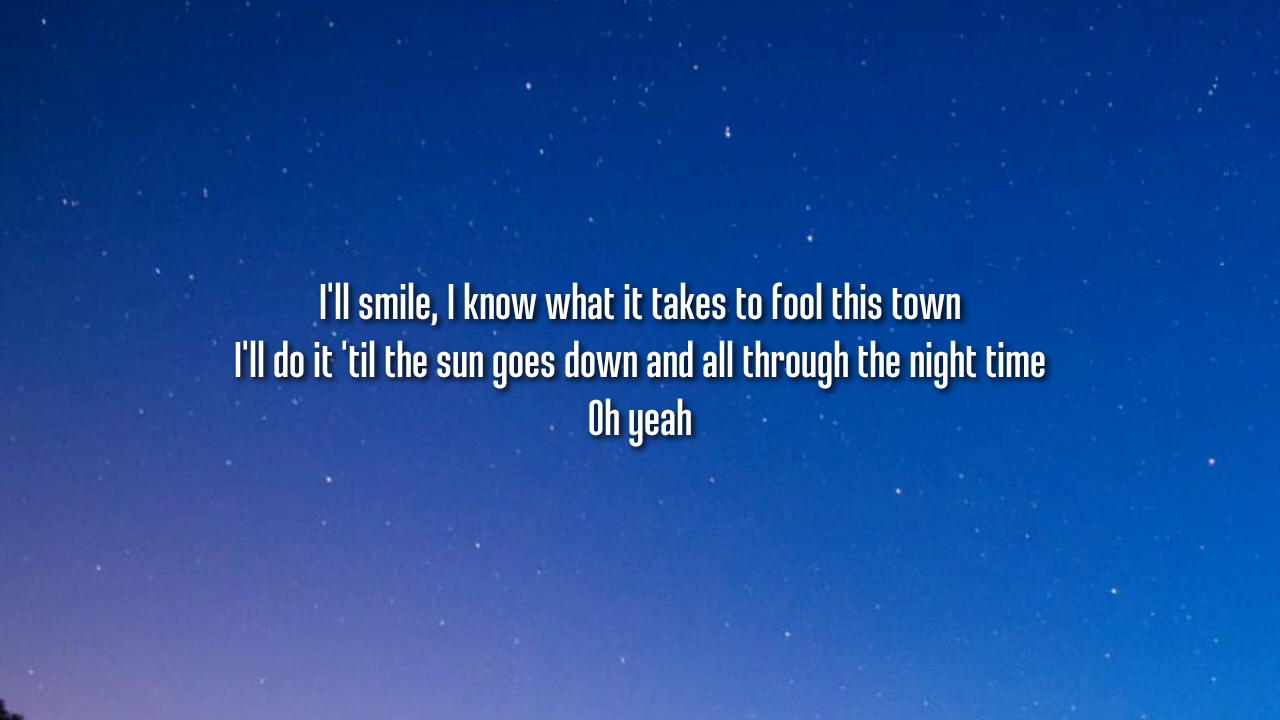 I'll smile, I know what it takes to fool this town
I'll do it 'til the sun goes down and all through the night time
Oh yeah